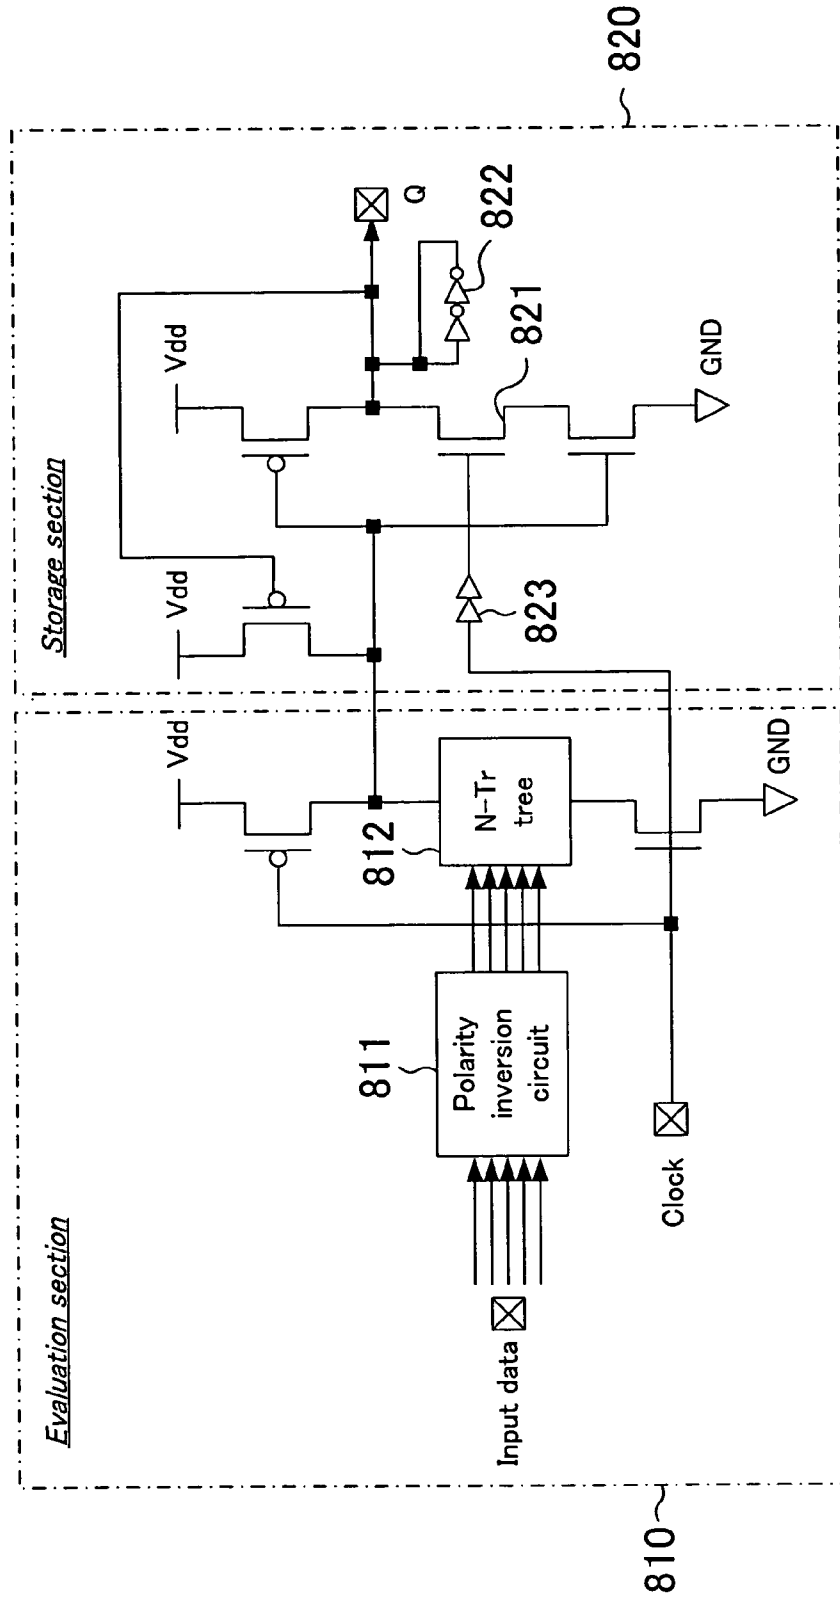 Evaluation section
Storage section
Vdd
Vdd
Vdd
Q
822
821
823
GND
GND
812
N-Tr
tree
811
Polarity
inversion
circuit
Input data
Clock
810
820